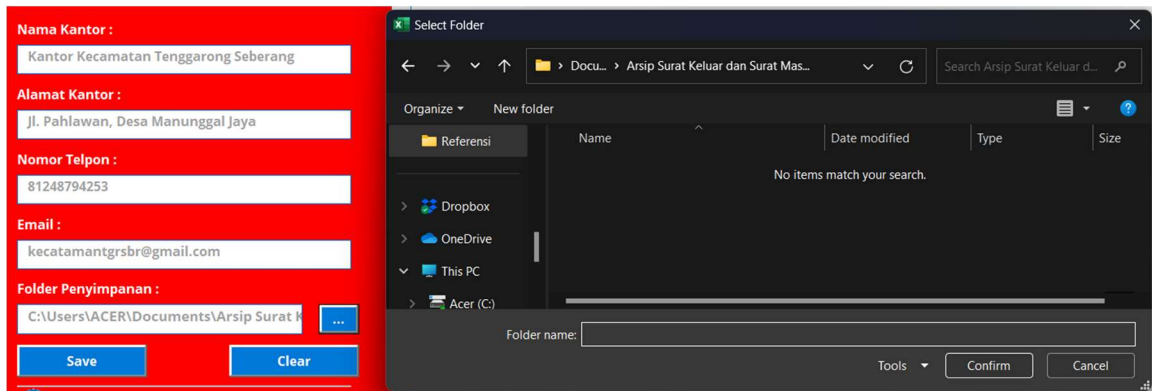 Nama Kantor :
Kantor Kecamatan Tenggarong Seberang
Alamat Kantor :
Jl. Pahlawan, Desa Manunggal Jaya
Nomor Telpon :
81248794253
Email :
kecatamantgrsbr@gmail.com
Folder Penyimpanan :
C:\Users\ACER\Documents\Arsip Surat K
...
Save
Clear
Select Folder
Docu... > Arsip Surat Keluar dan Surat Mas...
Search Arsip Surat Keluar d...
Organize
New folder
Referensi
Name
Date modified
Type
Size
No items match your search.
Dropbox
OneDrive
This PC
Acer (C:)
Folder name:
Tools
Confirm
Cancel